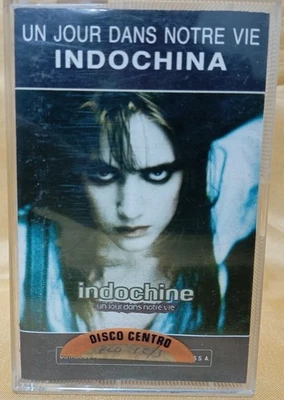 UN JOUR DANS NOTRE VIE
INDOCHINA
indochine
un jour dans notre vie
DISCO CENTRO
S.A.